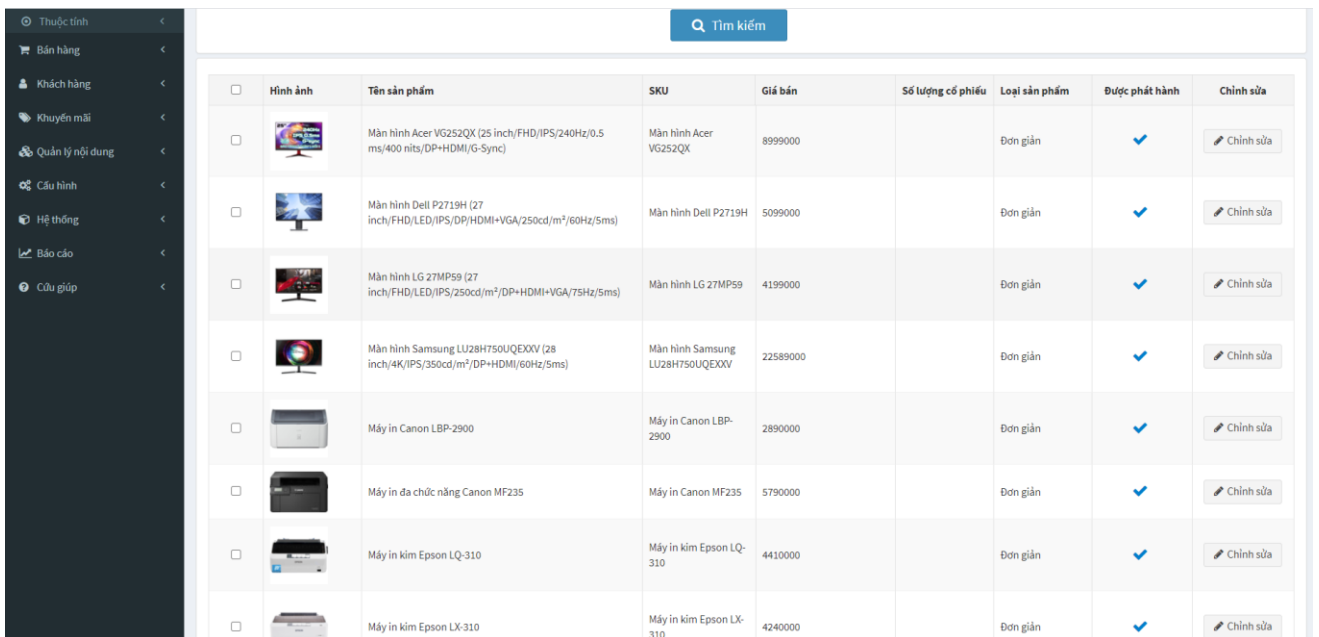 Thuộc tính
Bán hàng
Khách hàng
Khuyến mãi
Quản lý nội dung
Cấu hình
Hệ thống
Báo cáo
Cứu giúp
Tìm kiếm
Hình ảnh Tên sản phẩm SKU Giá bán Số lượng cổ phiếu Loại sản phẩm Được phát hành Chỉnh sửa
Màn hình Acer VG252QX (25 inch/FHD/IPS/240Hz/0.5
ms/400 nits/DP+HDMI/G-Sync)
Màn hình Acer
VG252QX
8999000 Đơn giản Chỉnh sửa
Màn hình Dell P2719H (27
inch/FHD/LED/IPS/DP/HDMI+VGA/250cd/m²/60Hz/5ms)
Màn hình Dell P2719H 5099000 Đơn giản Chỉnh sửa
Màn hình LG 27MP59 (27
inch/FHD/LED/IPS/250cd/m²/DP+HDMI+VGA/75Hz/5ms)
Màn hình LG 27MP59 4199000 Đơn giản Chỉnh sửa
Màn hình Samsung LU28H750UQEXXV (28
inch/4K/IPS/350cd/m²/DP+HDMI/60Hz/5ms)
Màn hình Samsung
LU28H750UQEXXV
22589000 Đơn giản Chỉnh sửa
Máy in Canon LBP-2900
Máy in Canon LBP-
2900
2890000 Đơn giản Chỉnh sửa
Máy in đa chức năng Canon MF235 Máy in Canon MF235 5790000 Đơn giản Chỉnh sửa
Máy in kim Epson LQ-310
Máy in kim Epson LQ-
310
4410000 Đơn giản Chỉnh sửa
Máy in kim Epson LX-310
Máy in kim Epson LX-
310
4240000 Đơn giản Chỉnh sửa